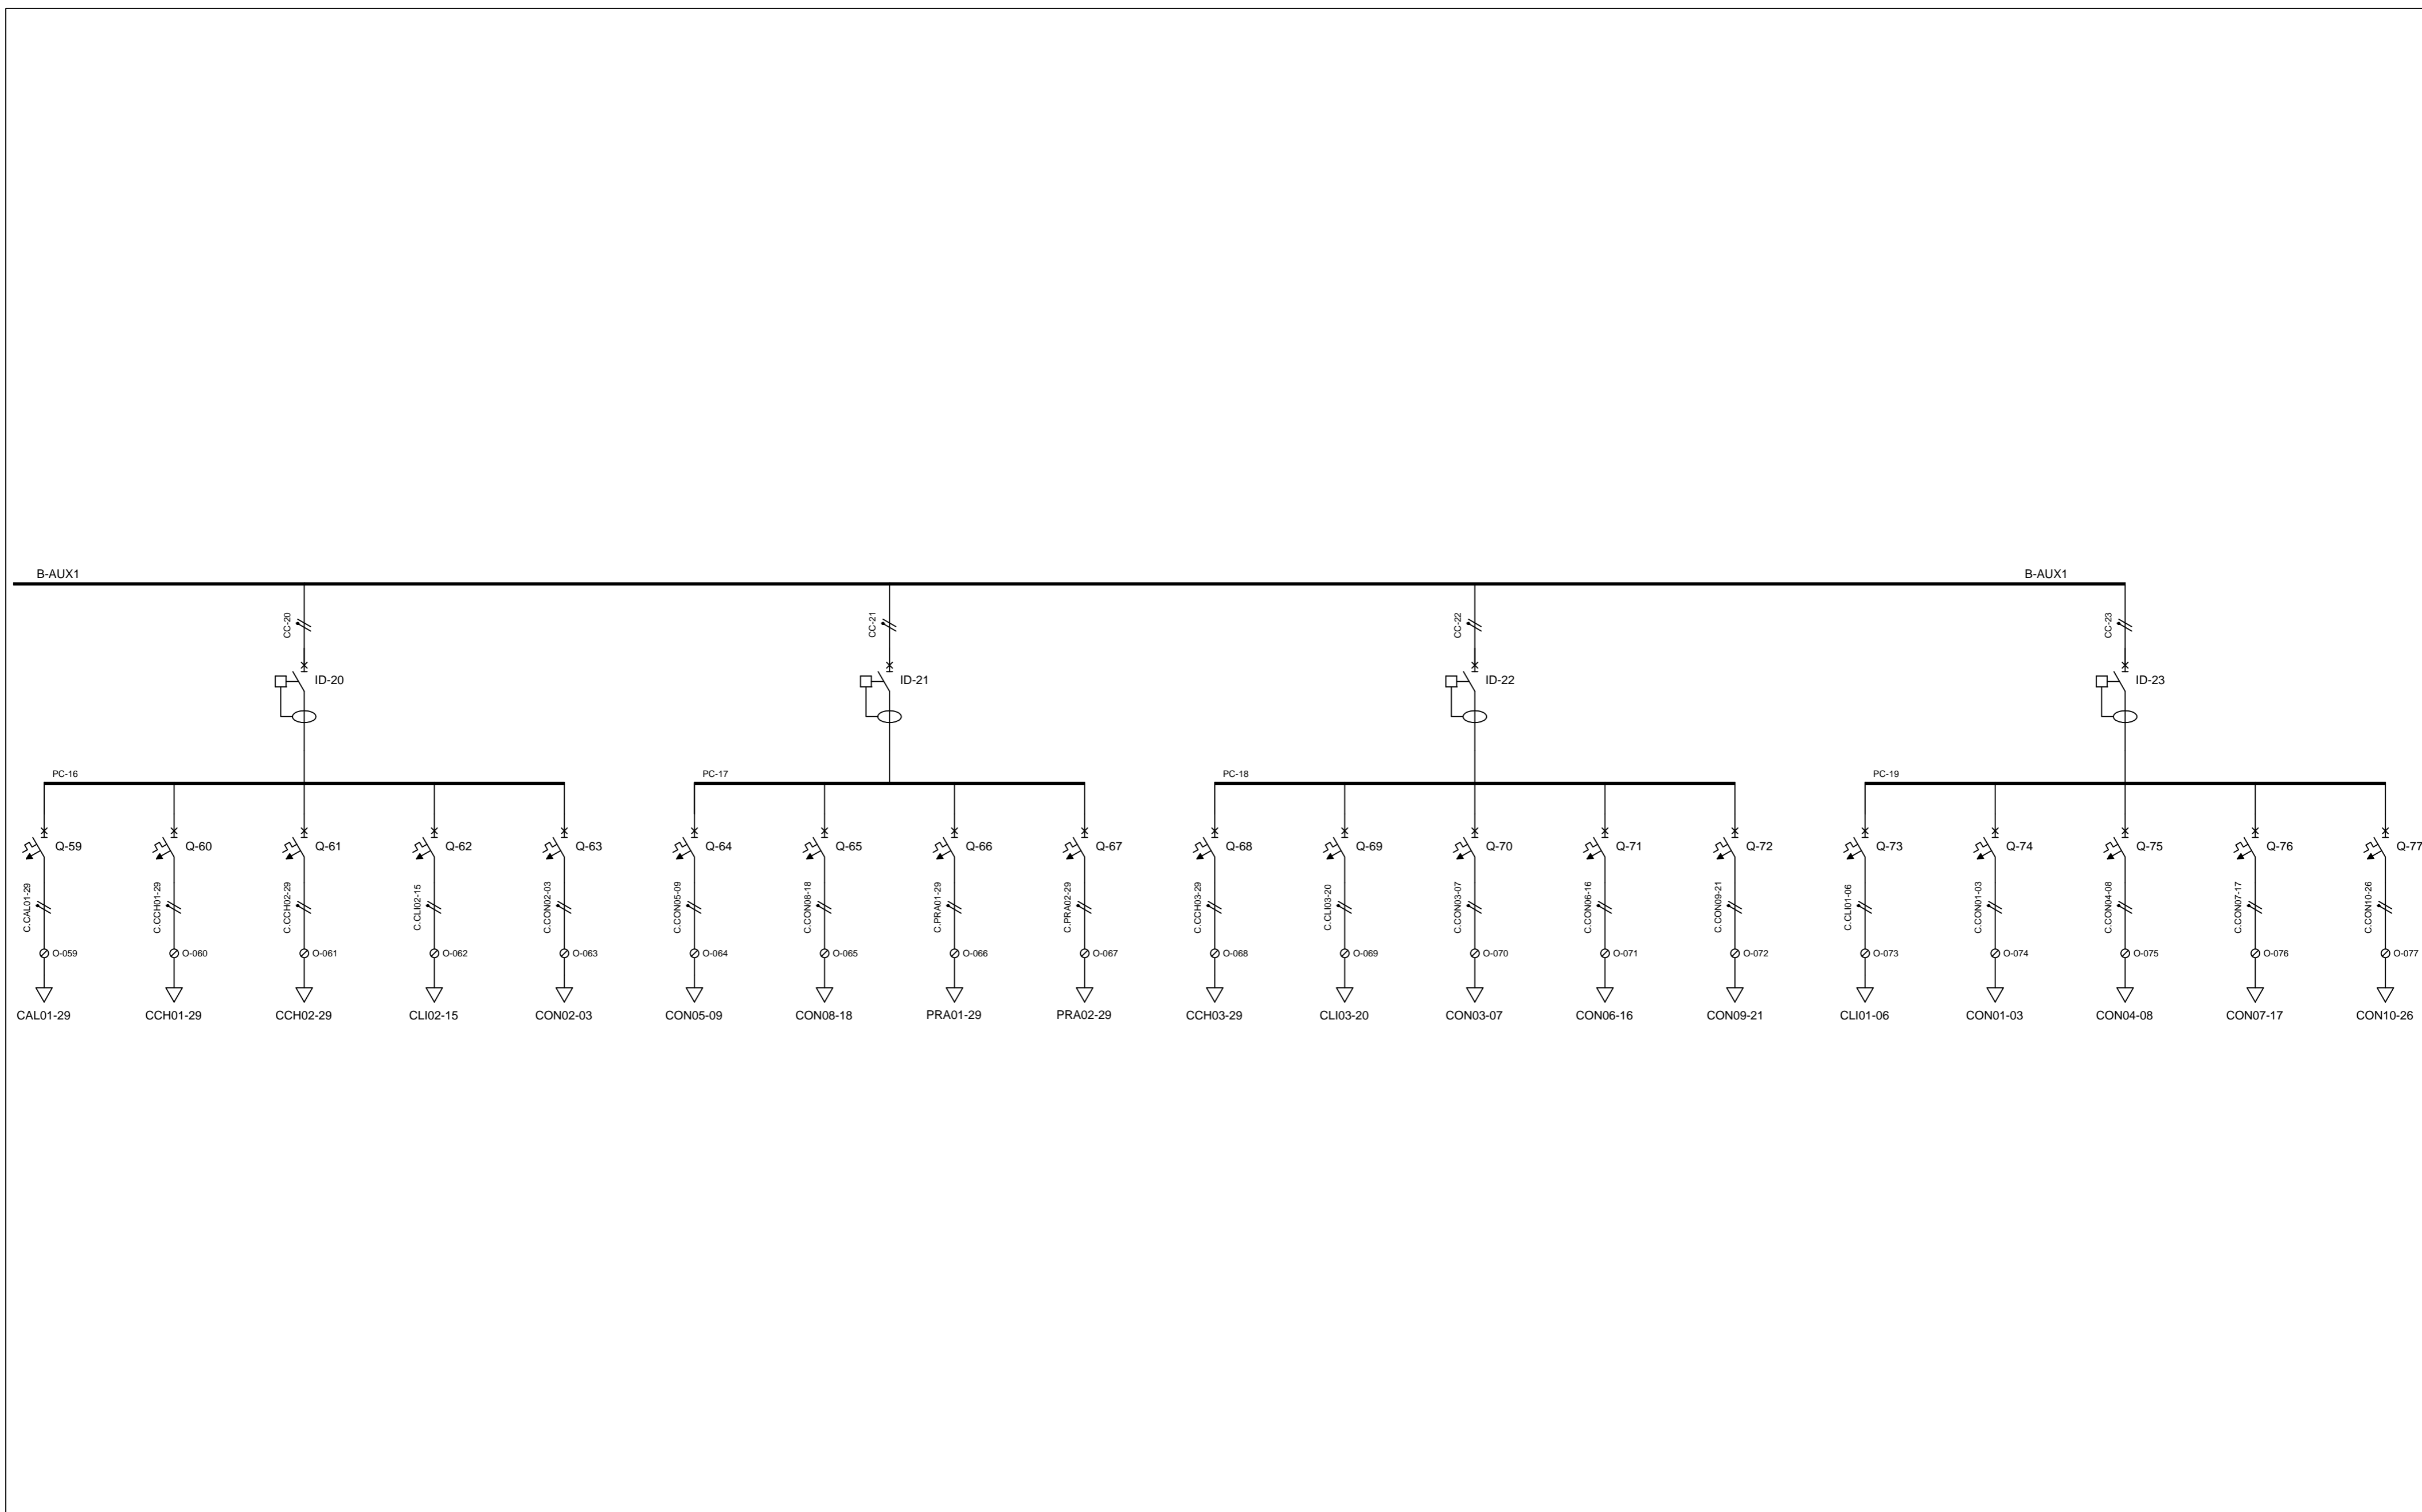 B-AUX1 B-AUX1
CC-20 CC-21 CC-22 CC-23
ID-20 ID-21 ID-22 ID-23
PC-16 PC-17 PC-18 PC-19
Q-59 Q-60 Q-61 Q-62 Q-63 Q-64 Q-65 Q-66 Q-67 Q-68 Q-69 Q-70 Q-71 Q-72 Q-73 Q-74 Q-75 Q-76 Q-77
C.CAL01-29 C.CCH01-29 C.CCH02-29 C.CLI02-15 C.CON02-03 C.CON05-09 C.CON08-18 C.PRA01-29 C.PRA02-29 C.CCH03-29 C.CLI03-20 C.CON03-07 C.CON06-16 C.CON09-21 C.CLI01-06 C.CON01-03 C.CON04-08 C.CON07-17 C.CON10-26
O-059 O-060 O-061 O-062 O-063 O-064 O-065 O-066 O-067 O-068 O-069 O-070 O-071 O-072 O-073 O-074 O-075 O-076 O-077
CAL01-29 CCH01-29 CCH02-29 CLI02-15 CON02-03 CON05-09 CON08-18 PRA01-29 PRA02-29 CCH03-29 CLI03-20 CON03-07 CON06-16 CON09-21 CLI01-06 CON01-03 CON04-08 CON07-17 CON10-26